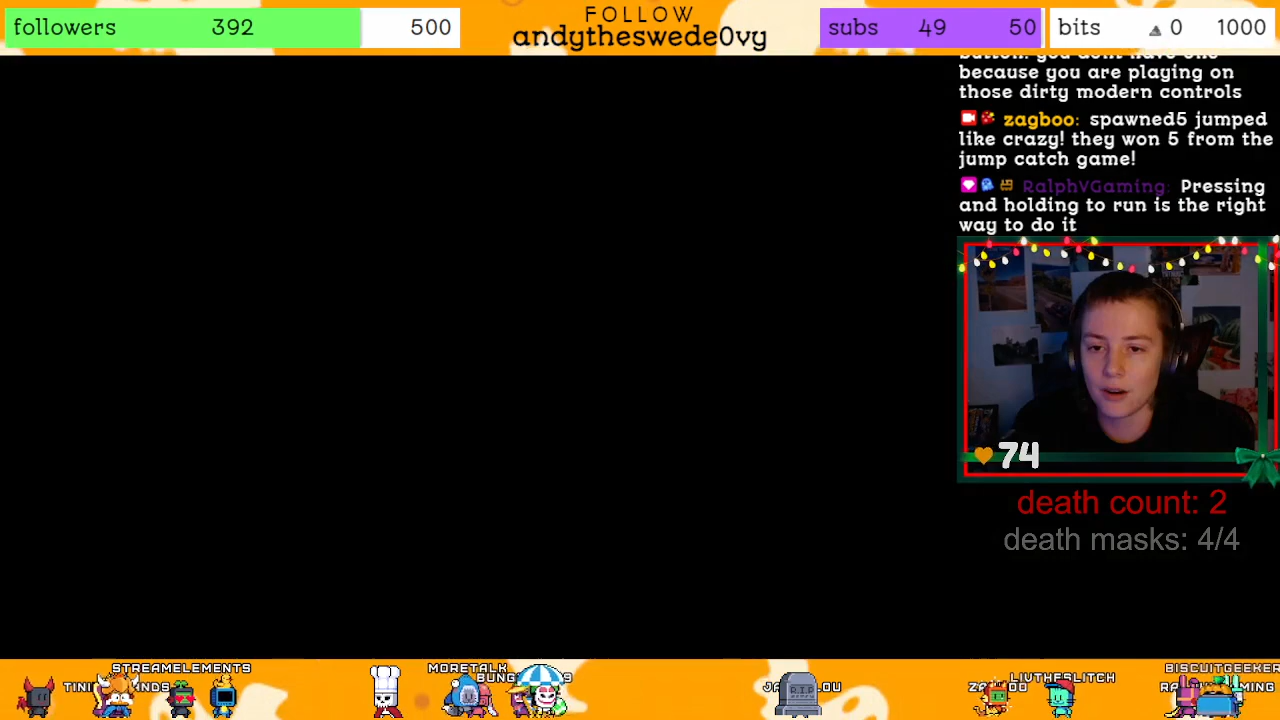 followers 392 500
FOLLOW
andytheswede0vy
subs 49 50
bits 0 1000
because you are playing on
those dirty modern controls
zagboo: spawned5 jumped
like crazy! they won 5 from the
jump catch game!
RalphVGaming: Pressing
and holding to run is the right
way to do it
74
death count: 2
death masks: 4/4
STREAMELEMENTS
MORETALK
R.I.P
LIVTHESLITCH
BISCUITGEEKER